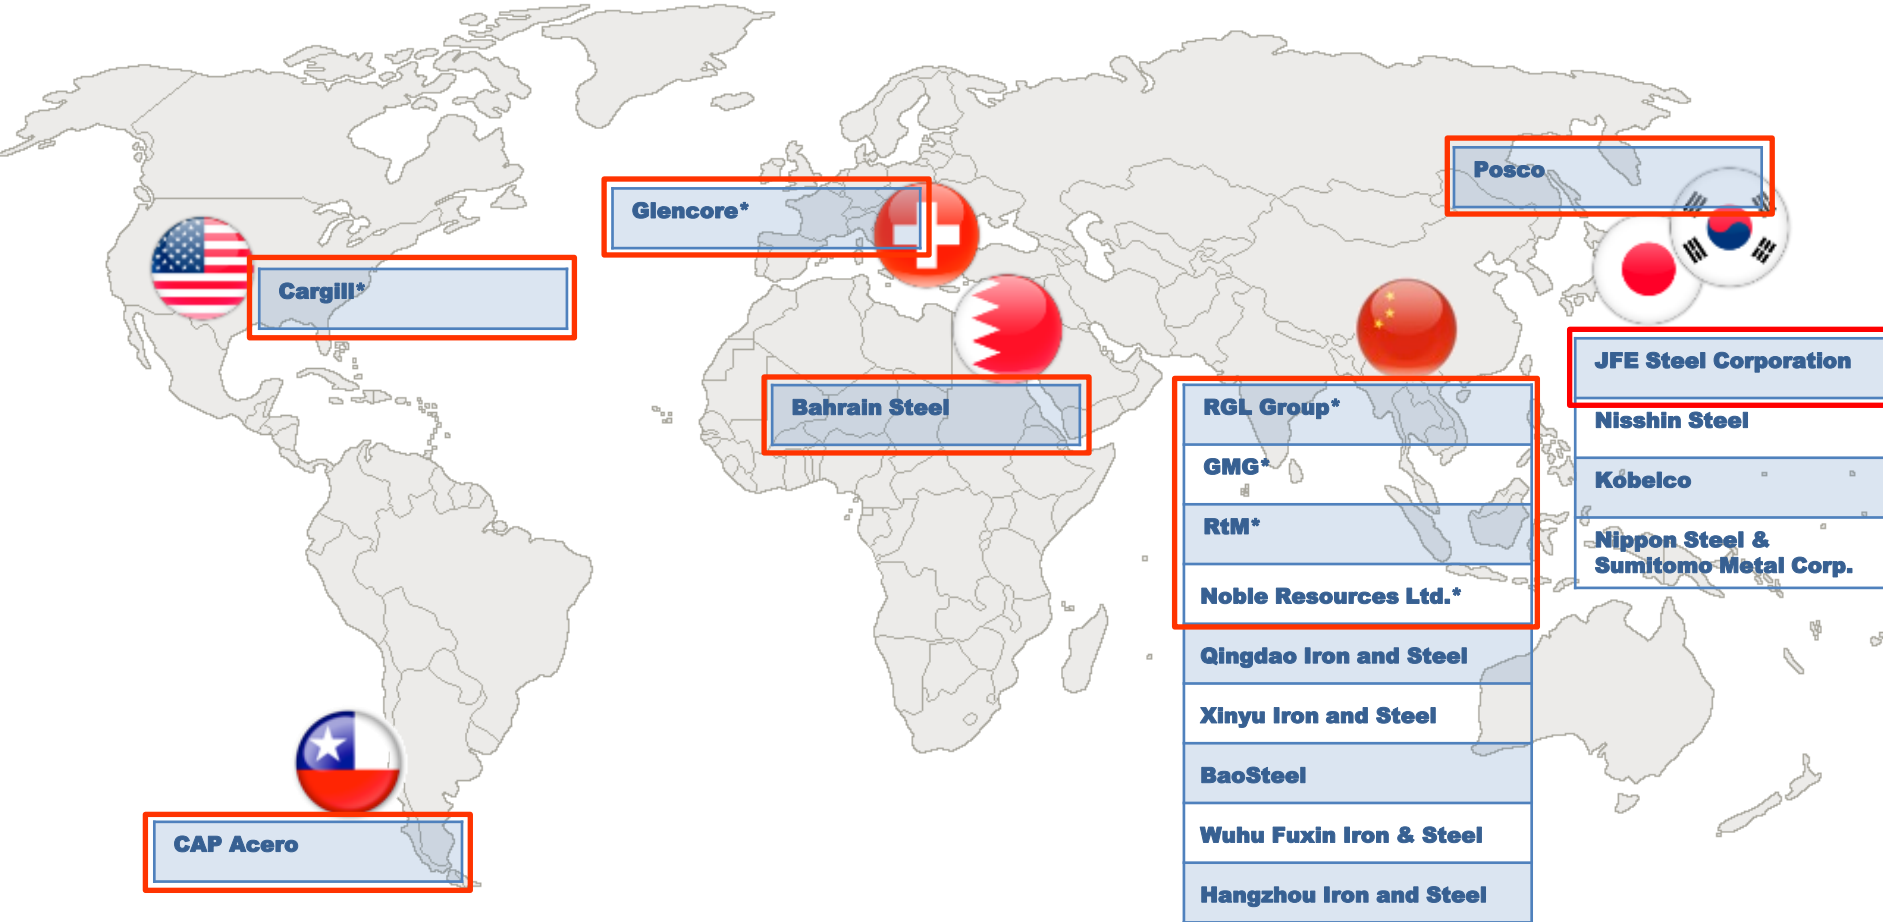 Posco
Glencore*
Cargill*
JFE Steel Corporation
Nisshin Steel
Kobelco
Nippon Steel &
Sumitomo Metal Corp.
Bahrain Steel
RGL Group*
GMG*
RtM*
Noble Resources Ltd.*
Qingdao Iron and Steel
Xinyu Iron and Steel
BaoSteel
Wuhu Fuxin Iron & Steel
Hangzhou Iron and Steel
CAP Acero